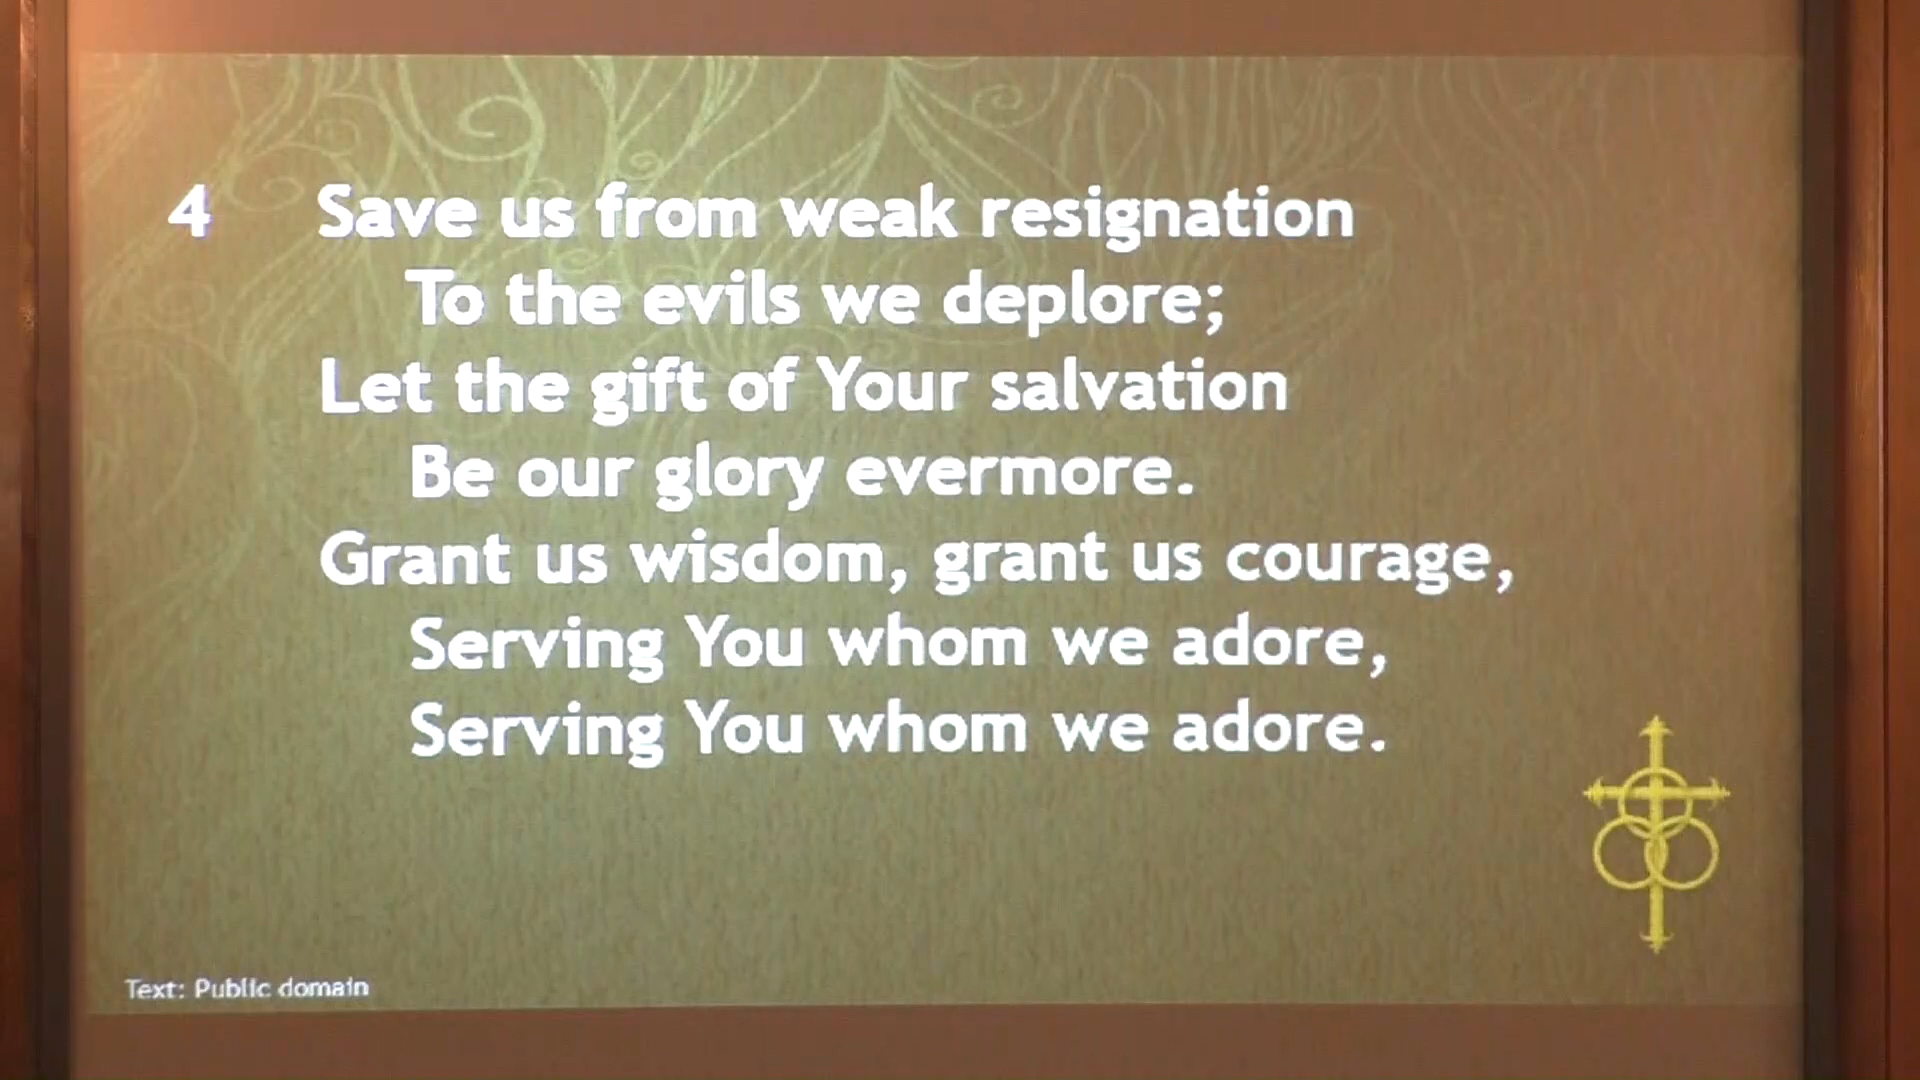 4 Save us from weak resignation
To the evils we deplore;
Let the gift of Your salvation
Be our glory evermore.
Grant us wisdom, grant us courage,
Serving You whom we adore,
Serving You whom we adore.
Text: Public domain